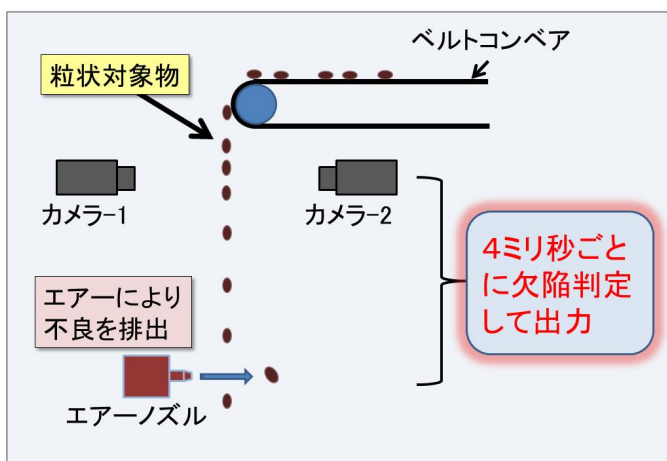 ベルトコンベア
粒状対象物
カメラ-1
カメラ-2
4ミリ秒ごと
に欠陥判定
して出力
エアーにより
不良を排出
エアーノズル